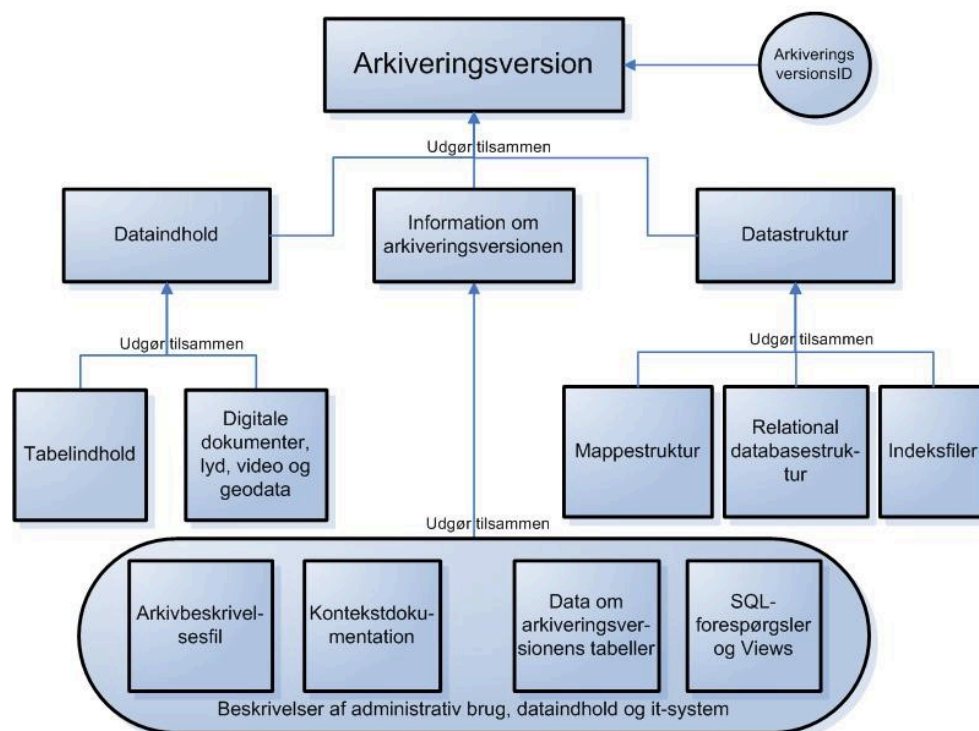 Arkiveringsversion
Arkiverings
versionsID
Udgør tilsammen
Dataindhold
Information om
arkiveringsversionen
Datastruktur
Udgør tilsammen
Udgør tilsammen
Tabelindhold
Digitale
dokumenter,
lyd, video og
geodata
Mappestruktur
Relational
databasestruk-
tur
Indeksfiler
Udgør tilsammen
Arkivbeskrivel-
sesfil
Kontekstdoku-
mentation
Data om
arkiveringsver-
sionens tabeller
SQL-
forespørgsler
og Views
Beskrivelser af administrativ brug, dataindhold og it-system